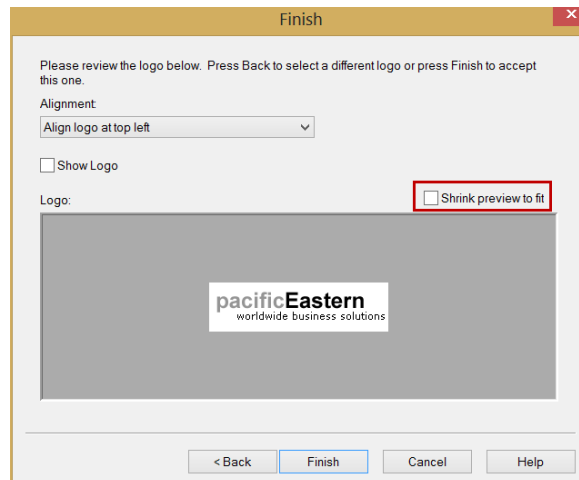 Finish
Please review the logo below. Press Back to select a different logo or press Finish to accept
this one.
Alignment:
Align logo at top left
Show Logo
Logo:
Shrink preview to fit
pacificEastern
worldwide business solutions
< Back
Finish
Cancel
Help